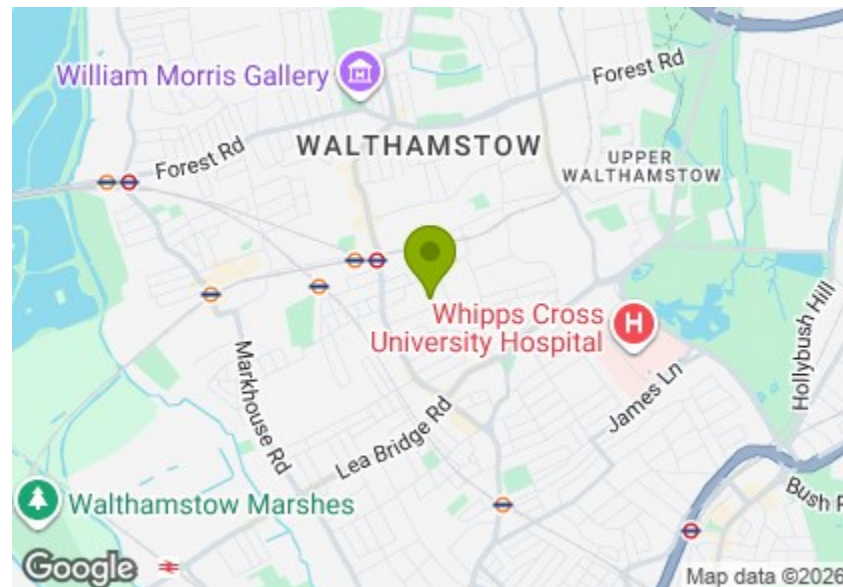 William Morris Gallery
Forest Rd
WALTHAMSTOW
Forest Rd
UPPER
WALTHAMSTOW
Whipps Cross
University Hospital
H
Hollybush Hill
James Ln
Markhouse Rd
Lea Bridge Rd
Walthamstow Marshes
Bush R
Google
Map data ©2026